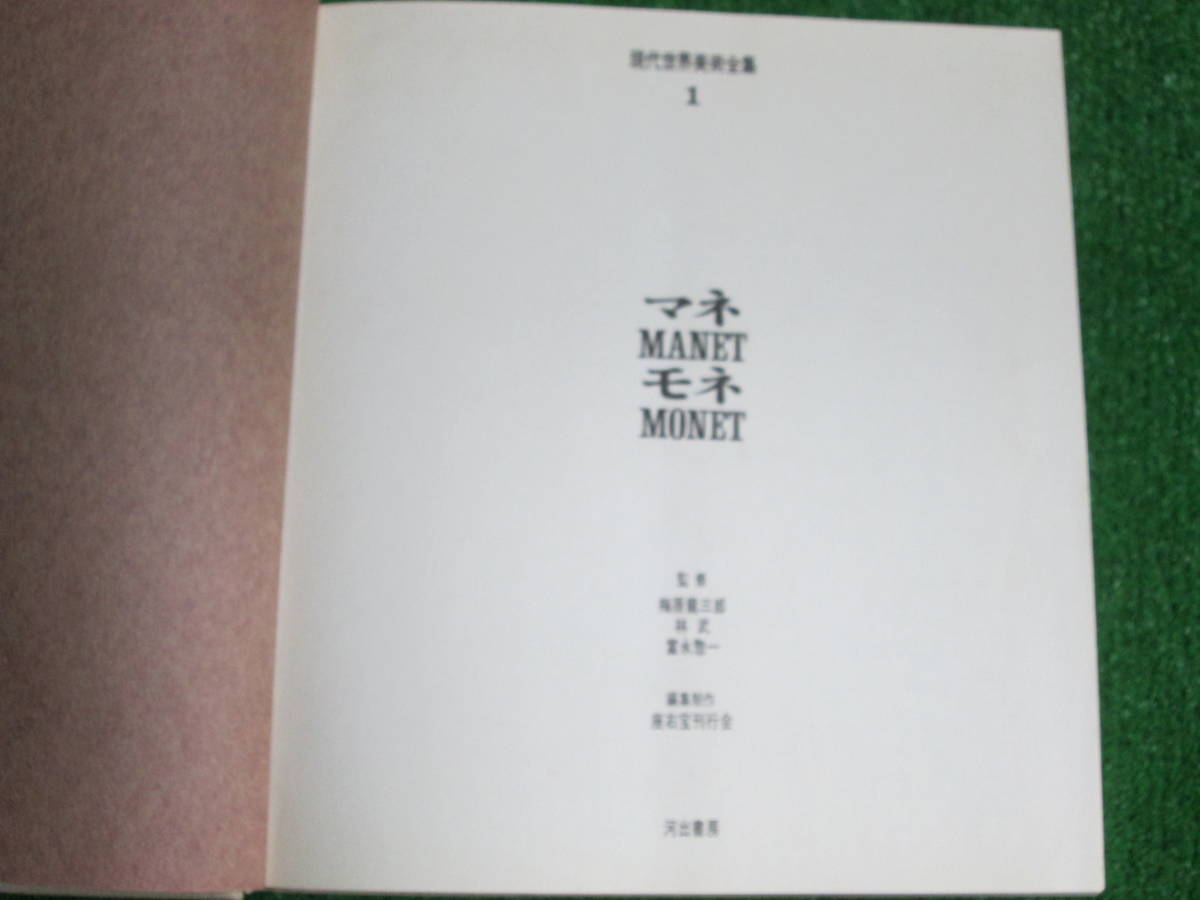 現代世界美術全集
1
マネ
MANET
モネ
MONET
監修
梅原龍三郎
林 武
富永惣一
編集制作
座右宝刊行会
河出書房